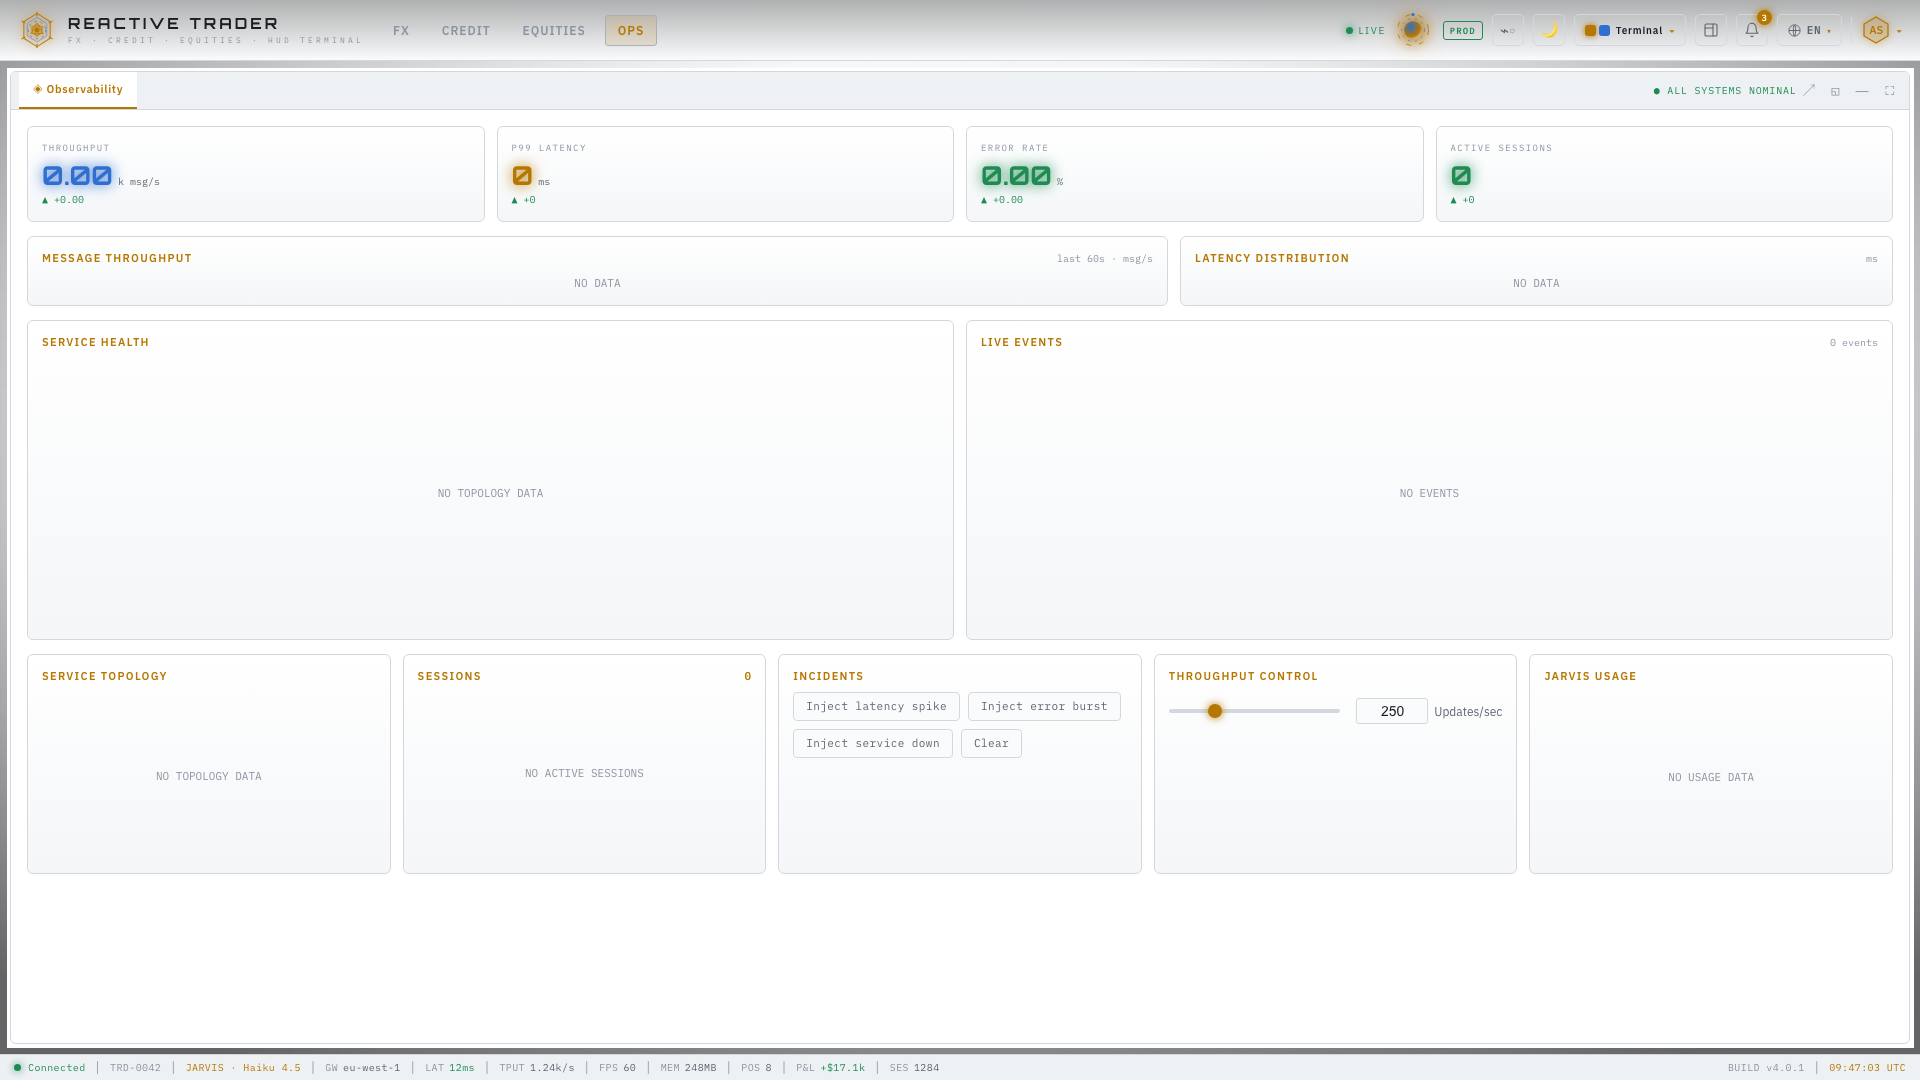 REACTIVE TRADER
FX · CREDIT · EQUITIES · HUD TERMINAL
FX CREDIT EQUITIES OPS
LIVE
PROD
Terminal
3
EN
AS
◈ Observability
ALL SYSTEMS NOMINAL
THROUGHPUT
0.00 k msg/s
▲ +0.00
P99 LATENCY
0 ms
▲ +0
ERROR RATE
0.00 %
▲ +0.00
ACTIVE SESSIONS
0
▲ +0
MESSAGE THROUGHPUT
last 60s · msg/s
NO DATA
LATENCY DISTRIBUTION
ms
NO DATA
SERVICE HEALTH
NO TOPOLOGY DATA
LIVE EVENTS
0 events
NO EVENTS
SERVICE TOPOLOGY
NO TOPOLOGY DATA
SESSIONS
0
NO ACTIVE SESSIONS
INCIDENTS
Inject latency spike
Inject error burst
Inject service down
Clear
THROUGHPUT CONTROL
250 Updates/sec
JARVIS USAGE
NO USAGE DATA
Connected | TRD-0042 | JARVIS · Haiku 4.5 | GW eu-west-1 | LAT 12ms | TPUT 1.24k/s | FPS 60 | MEM 248MB | POS 8 | P&L +$17.1k | SES 1284
BUILD v4.0.1 | 09:47:03 UTC